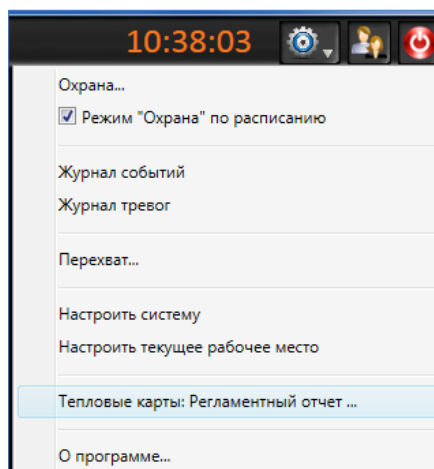 10:38:03
Охрана...
Режим "Охрана" по расписанию
Журнал событий
Журнал тревог
Перехват...
Настроить систему
Настроить текущее рабочее место
Тепловые карты: Регламентный отчет ...
О программе...